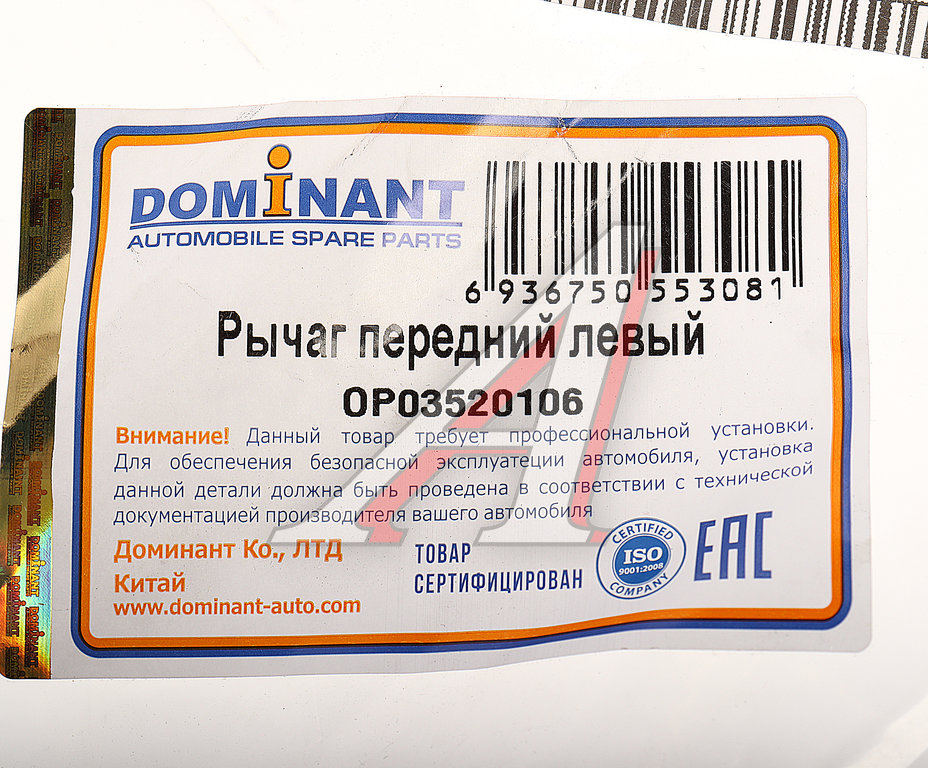 DOMiNANT
AUTOMOBILE SPARE PARTS
6 936750 553081
Рычаг передний левый
OP03520106
Внимание! Данный товар требует профессиональной установки.
Для обеспечения безопасной эксплуатеции автомобиля, установка
данной детали должна быть проведена в соответствии с технической
документацией производителя вашего автомобиля
Доминант Ко., ЛТД
Китай
www.dominant-auto.com
ТОВАР
СЕРТИФИЦИРОВАН
CERTIFIED
ISO
9001:2008
COMPANY
EAC